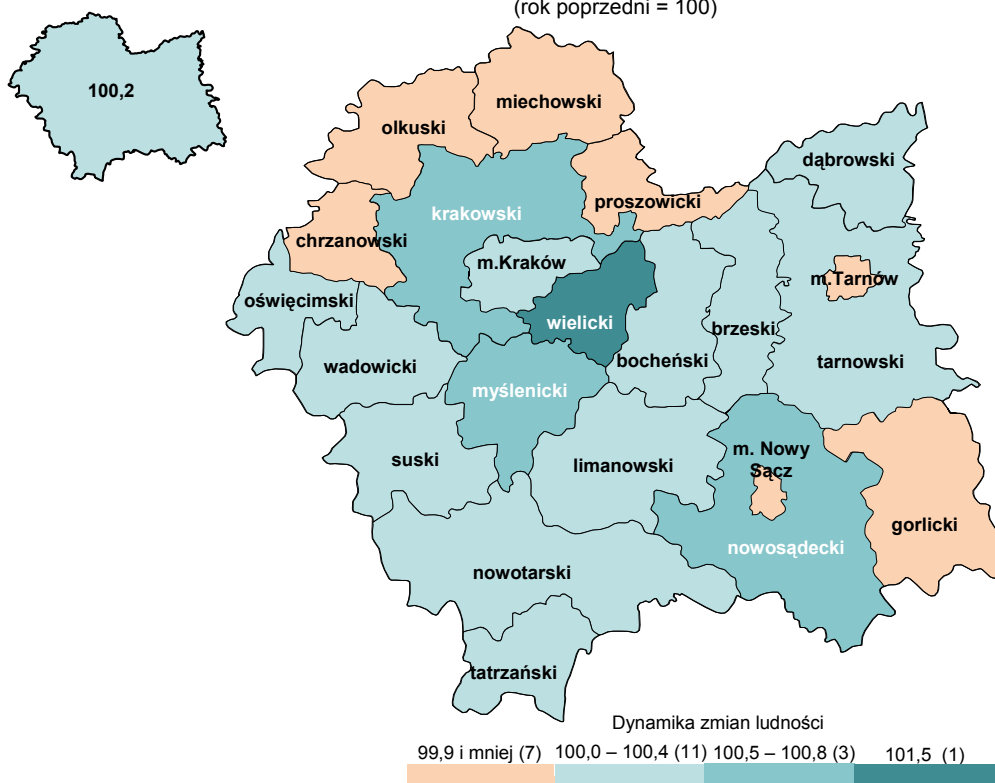 (rok poprzedni = 100)
100,2
miechowski
olkuski
dąbrowski
proszowicki
krakowski
chrzanowski
m.Kraków
m.Tarnów
oświęcimski
wielicki
brzeski
wadowicki
bocheński
tarnowski
myślenicki
m. Nowy
Sącz
suski
limanowski
gorlicki
nowosądecki
nowotarski
tatrzański
Dynamika zmian ludności
99,9 i mniej (7) 100,0 – 100,4 (11) 100,5 – 100,8 (3) 101,5 (1)